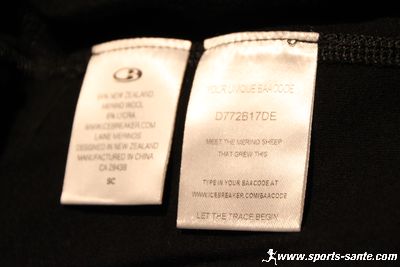 NEW ZEALAND
MERINO WOOL
LYCRA
WWW.ICEBREAKER.COM
LAINE MERINOS
DESIGNED IN NEW ZEALAND
MANUFACTURED IN CHINA
CA 29438
SC
YOUR UNIQUE BAACODE
D772B17DE
MEET THE MERINO SHEEP
THAT GREW THIS
TYPE IN YOUR BAACODE AT
WWW.ICEBREAKER.COM/BAACODE
LET THE TRACE BEGIN
www.sports-sante.com